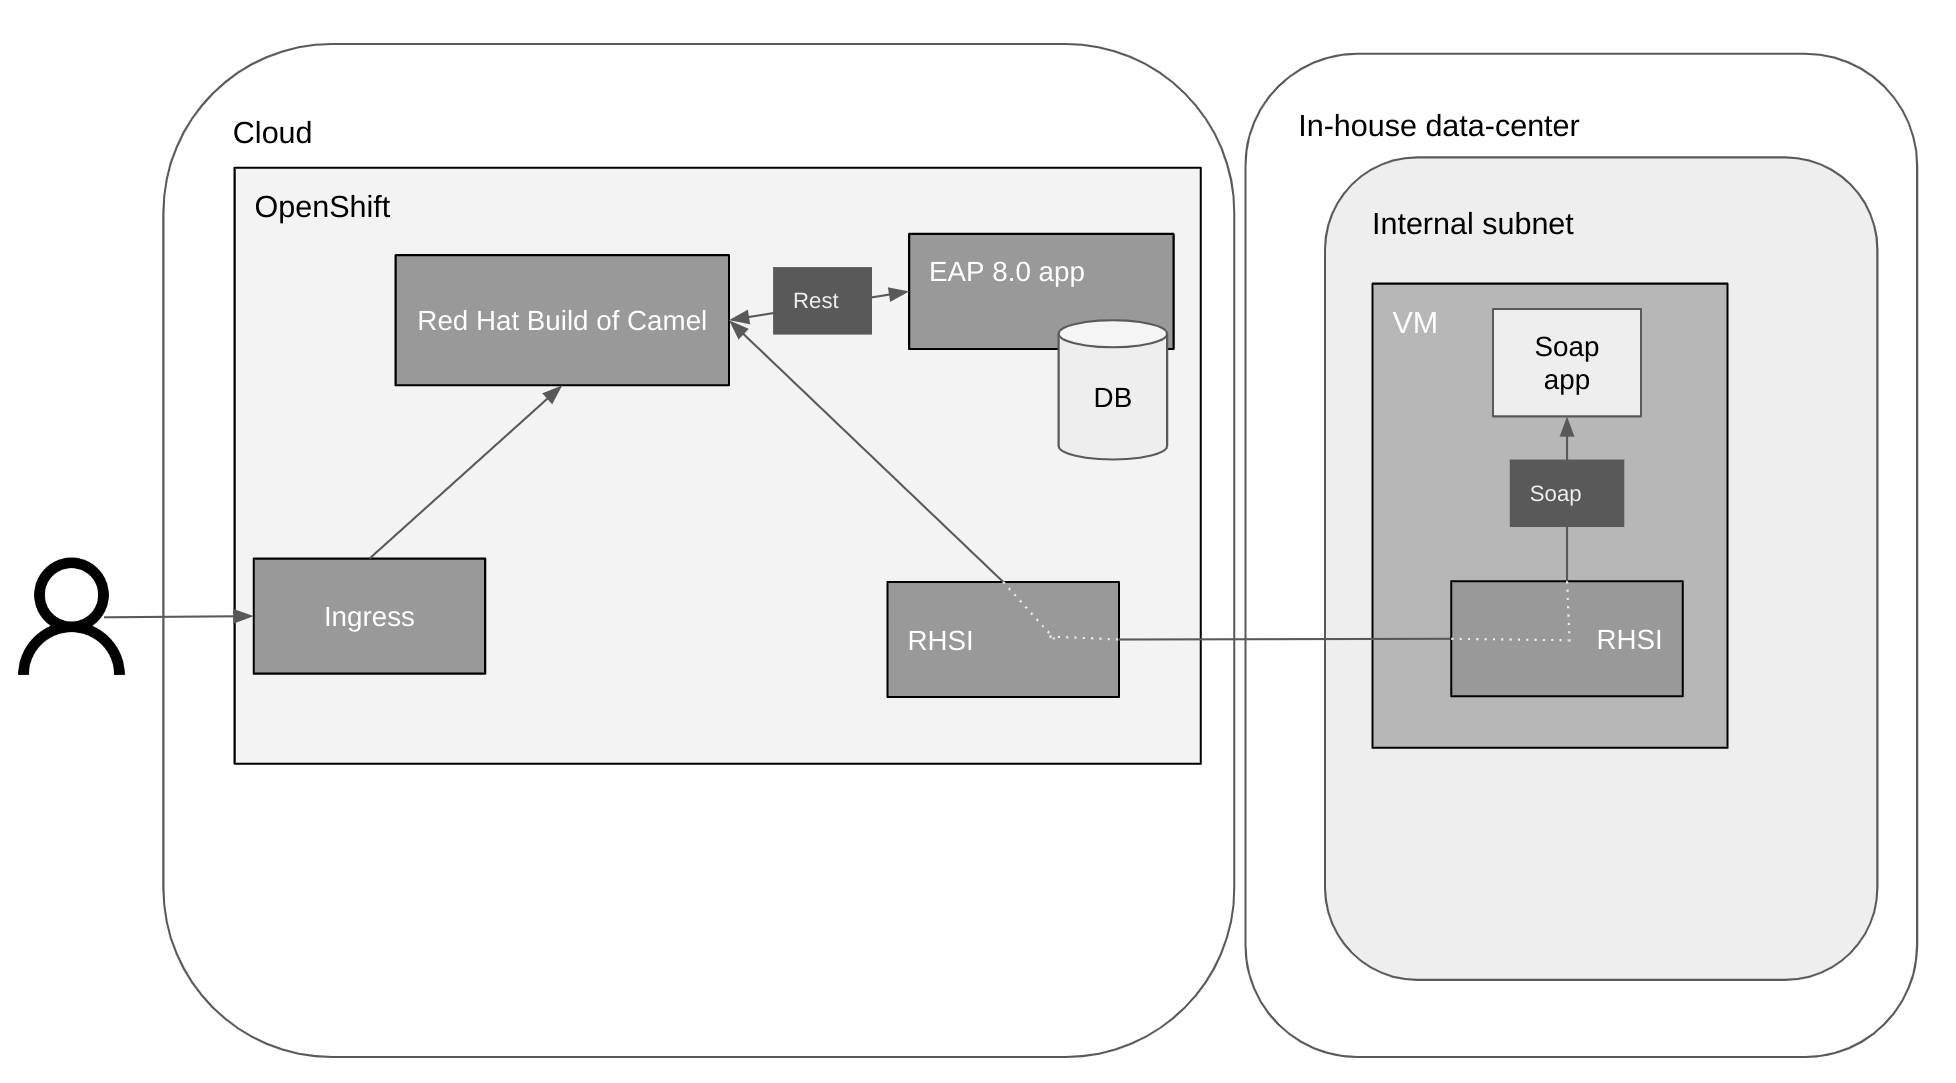 Cloud
OpenShift
Red Hat Build of Camel
Rest
EAP 8.0 app
DB
Ingress
RHSI
In-house data-center
Internal subnet
VM
Soap
app
Soap
RHSI